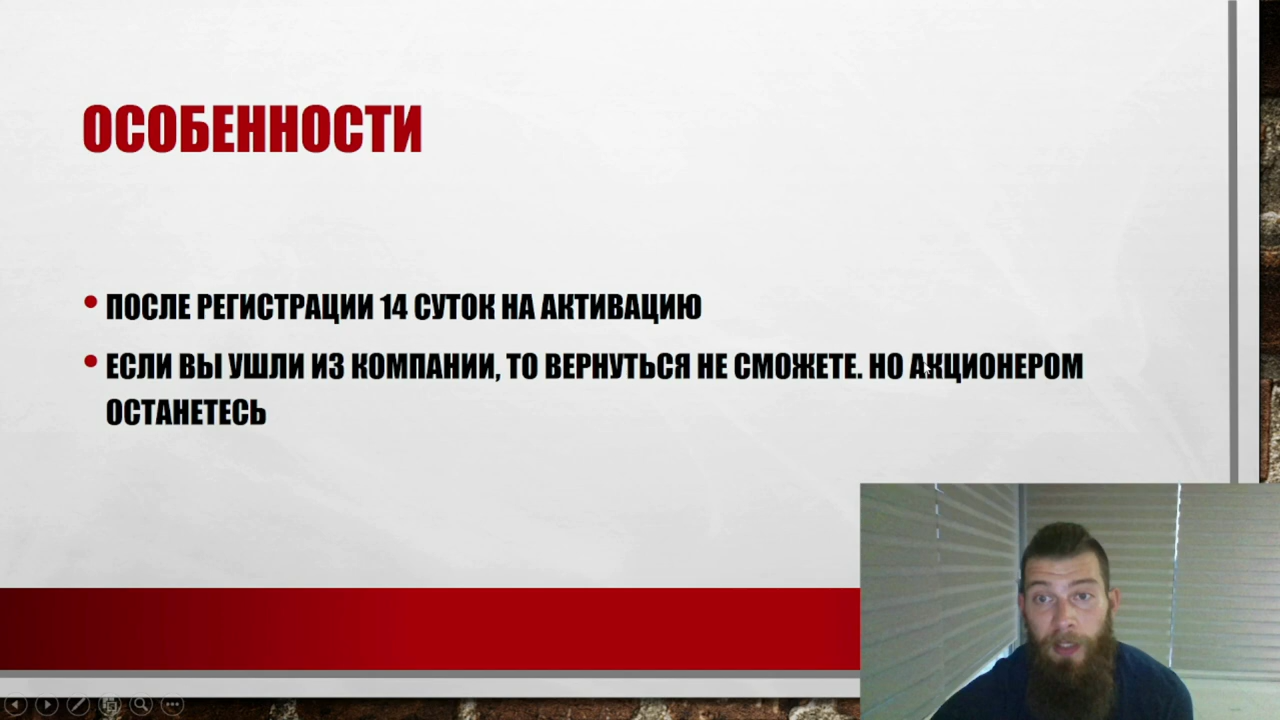 ОСОБЕННОСТИ
ПОСЛЕ РЕГИСТРАЦИИ 14 СУТОК НА АКТИВАЦИЮ
ЕСЛИ ВЫ УШЛИ ИЗ КОМПАНИИ, ТО ВЕРНУТЬСЯ НЕ СМОЖЕТЕ. НО АКЦИОНЕРОМ
ОСТАНЕТЕСЬ